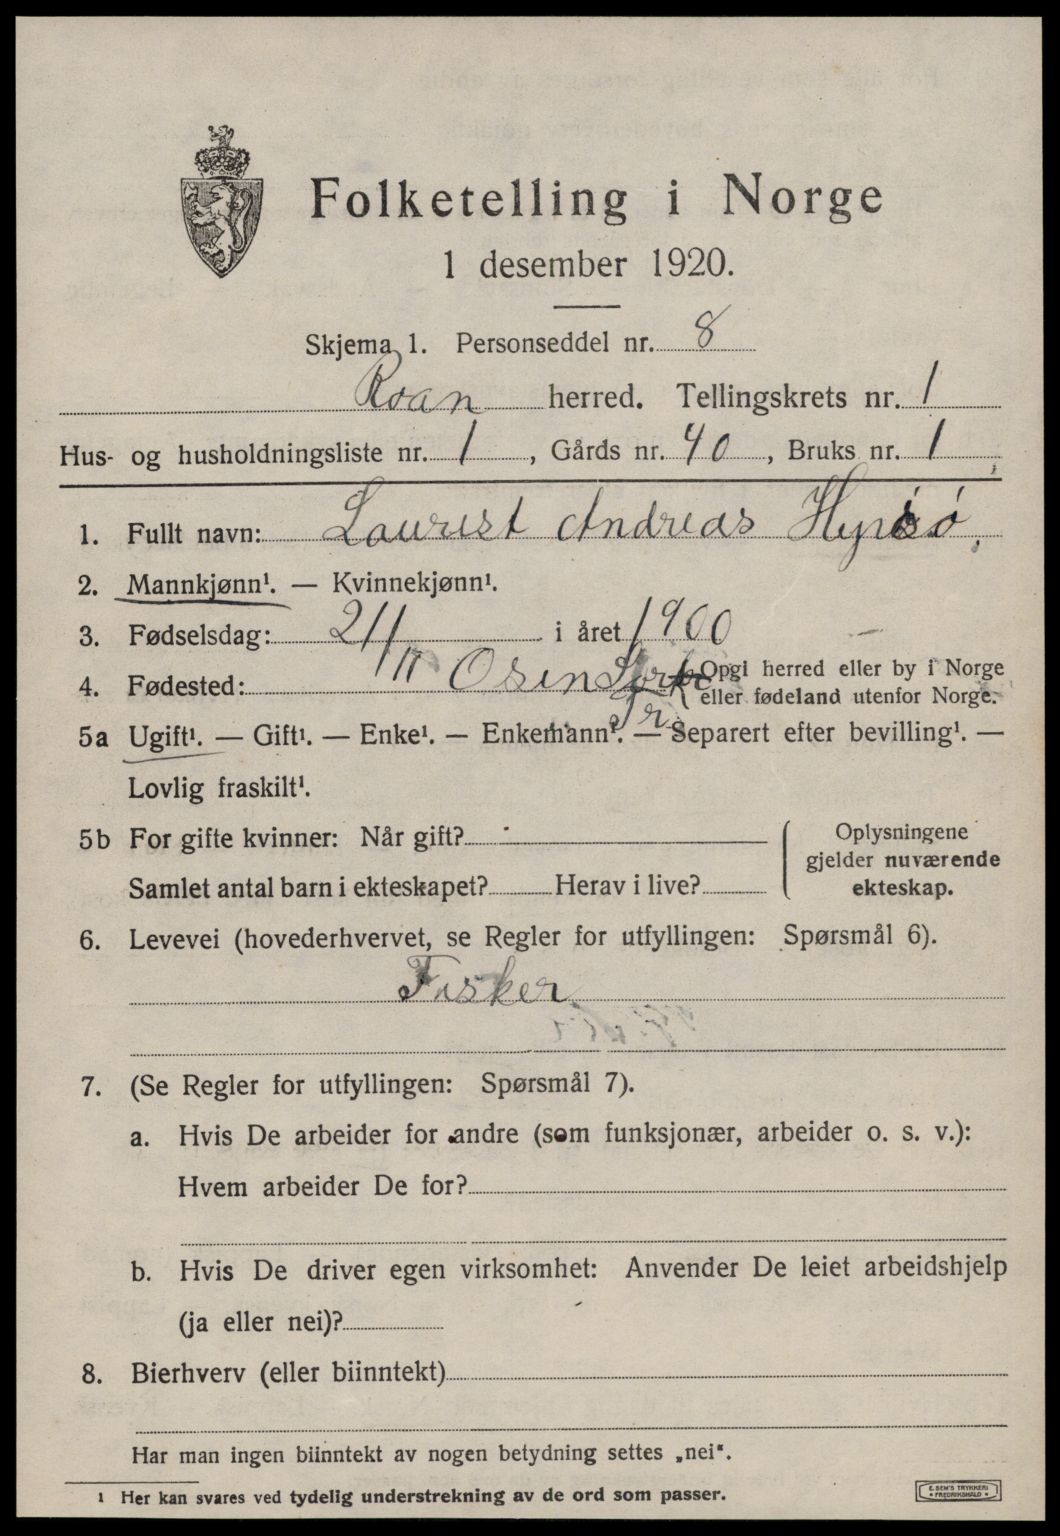 Folketelling i Norge
1 desember 1920.
Skjema 1. Personseddel nr. 8
Roan herred. Tellingskrets nr. 1
Hus- og husholdningsliste nr. 1, Gårds nr. 40, Bruks nr. 1
1. Fullt navn: Laurist Andreas
2. Mannkjønn¹. — Kvinnekjønn¹.
3. Fødselsdag: 21/11 i året 1900
4. Fødested: Osen Sør Opgi herred eller by i Norge
eller fødeland utenfor Norge.
Tr.
5a Ugift¹. — Gift¹. — Enke¹. — Enkemann¹. — Separert efter bevilling¹. —
Lovlig fraskilt¹.
5b For gifte kvinner: Når gift?
Samlet antal barn i ekteskapet? Herav i live?
Oplysningene
gjelder nuværende
ekteskap.
6. Levevei (hovederhvervet, se Regler for utfyllingen: Spørsmål 6).
Fisker
7. (Se Regler for utfyllingen: Spørsmål 7).
a. Hvis De arbeider for andre (som funksjonær, arbeider o. s. v.):
Hvem arbeider De for?
b. Hvis De driver egen virksomhet: Anvender De leiet arbeidshjelp
(ja eller nei)?
8. Bierhverv (eller biinntekt)
Har man ingen biinntekt av nogen betydning settes „nei“.
¹ Her kan svares ved tydelig understrekning av de ord som passer.
E. SEM'S TRYKKERI
FREDRIKSHALD